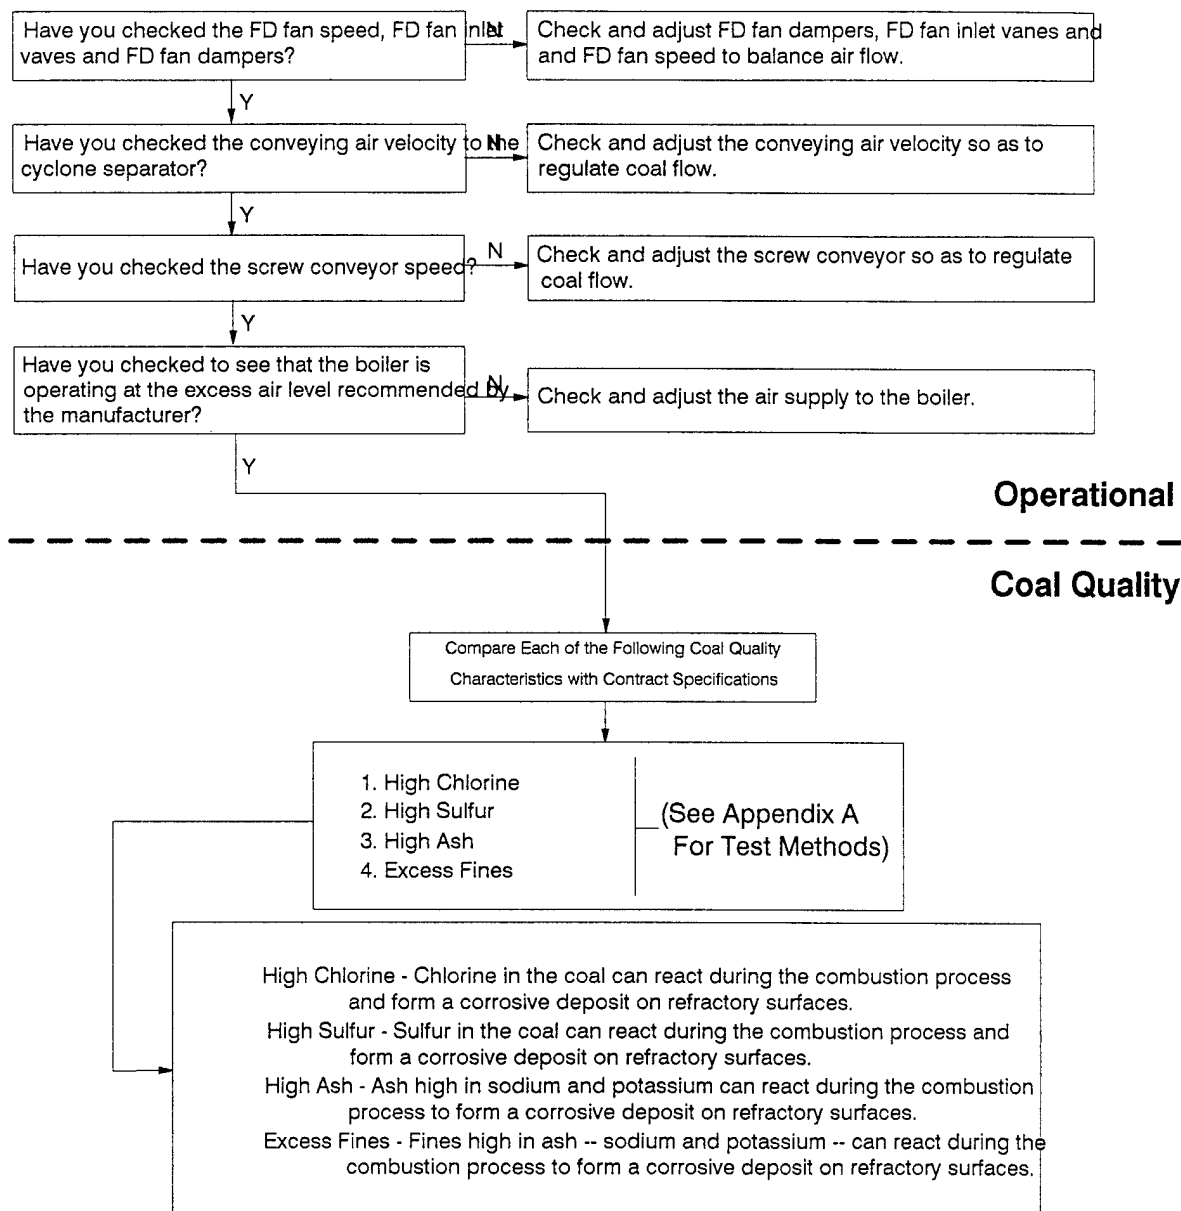 Have you checked the FD fan speed, FD fan inlet
vaves and FD fan dampers?
N
Check and adjust FD fan dampers, FD fan inlet vanes and
and FD fan speed to balance air flow.
Y
Have you checked the conveying air velocity to the
cyclone separator?
N
Check and adjust the conveying air velocity so as to
regulate coal flow.
Y
Have you checked the screw conveyor speed?
N
Check and adjust the screw conveyor so as to regulate
coal flow.
Y
Have you checked to see that the boiler is
operating at the excess air level recommended by
the manufacturer?
N
Check and adjust the air supply to the boiler.
Y
Operational
Coal Quality
Compare Each of the Following Coal Quality
Characteristics with Contract Specifications
1. High Chlorine
2. High Sulfur
3. High Ash
4. Excess Fines
(See Appendix A
For Test Methods)
High Chlorine - Chlorine in the coal can react during the combustion process
and form a corrosive deposit on refractory surfaces.
High Sulfur - Sulfur in the coal can react during the combustion process and
form a corrosive deposit on refractory surfaces.
High Ash - Ash high in sodium and potassium can react during the combustion
process to form a corrosive deposit on refractory surfaces.
Excess Fines - Fines high in ash -- sodium and potassium -- can react during the
combustion process to form a corrosive deposit on refractory surfaces.